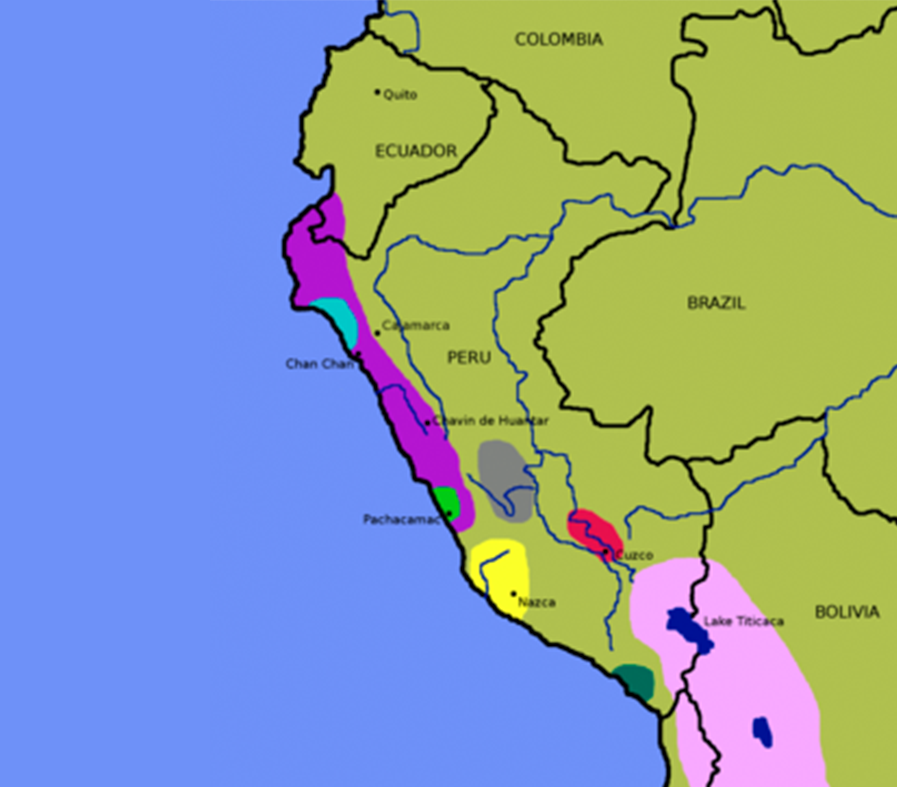 COLOMBIA
Quito
ECUADOR
BRAZIL
Cajamarca
PERU
Chan Chan
Chavin de Huantar
Pachacamac
Cuzco
Nazca
BOLIVIA
Lake Titicaca